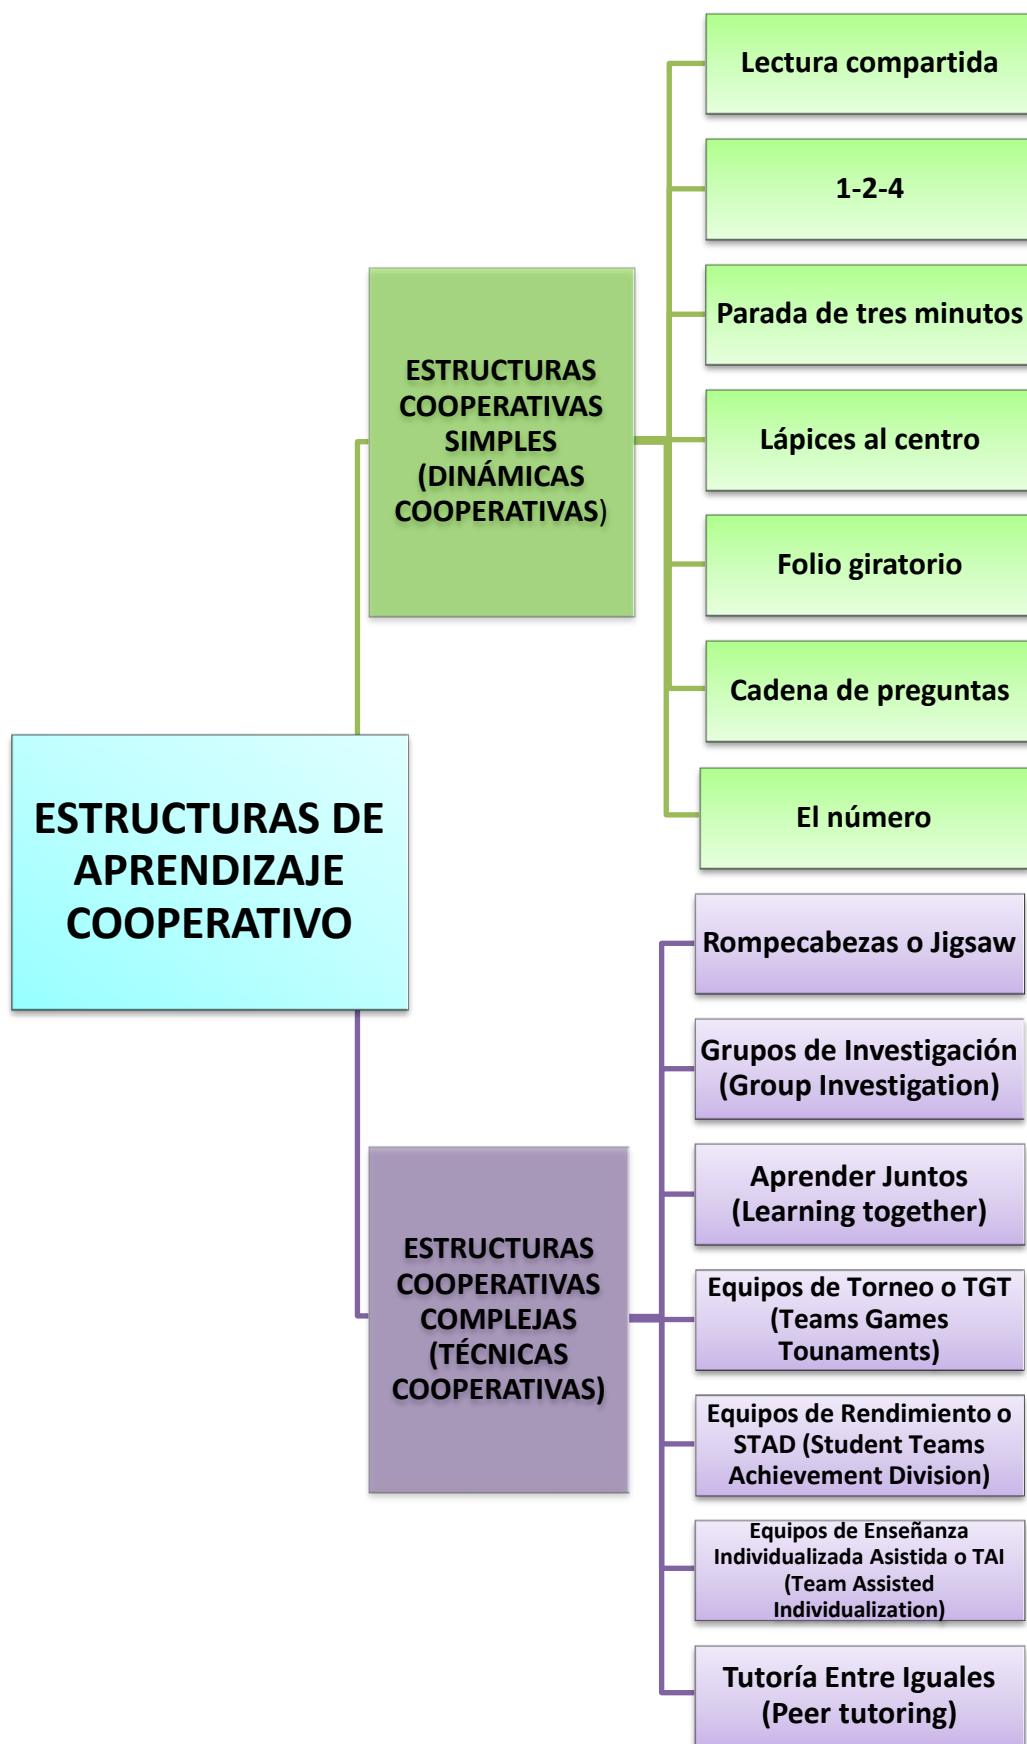 Lectura compartida
1-2-4
Parada de tres minutos
Lápices al centro
Folio giratorio
Cadena de preguntas
El número
ESTRUCTURAS
COOPERATIVAS
SIMPLES
(DINÁMICAS
COOPERATIVAS)
ESTRUCTURAS DE
APRENDIZAJE
COOPERATIVO
ESTRUCTURAS
COOPERATIVAS
COMPLEJAS
(TÉCNICAS
COOPERATIVAS)
Rompecabezas o Jigsaw
Grupos de Investigación
(Group Investigation)
Aprender Juntos
(Learning together)
Equipos de Torneo o TGT
(Teams Games
Tounaments)
Equipos de Rendimiento o
STAD (Student Teams
Achievement Division)
Equipos de Enseñanza
Individualizada Asistida o TAI
(Team Assisted
Individualization)
Tutoría Entre Iguales
(Peer tutoring)